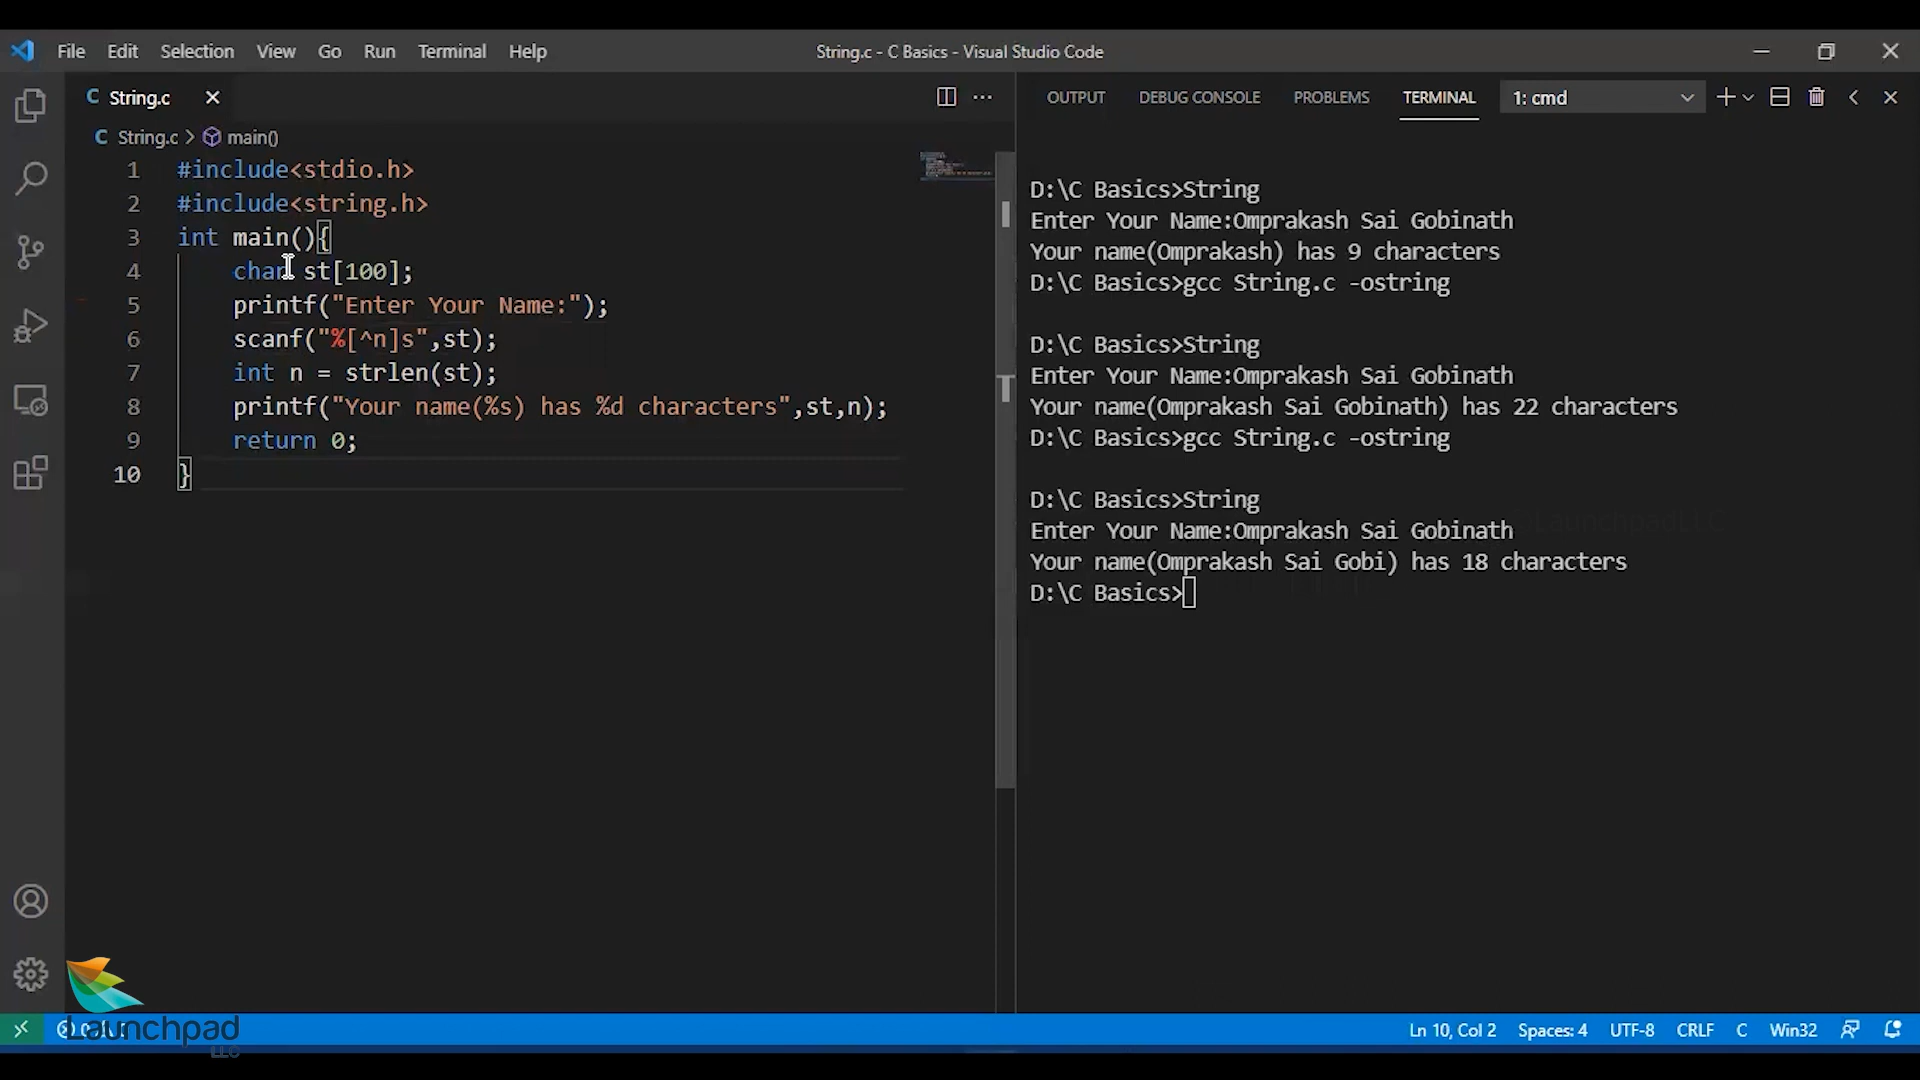 File Edit Selection View Go Run Terminal Help
String.c - C Basics - Visual Studio Code
C String.c
C String.c > main()
1 #include<stdio.h>
2 #include<string.h>
3 int main(){
4 char st[100];
5 printf("Enter Your Name:");
6 scanf("%[^n]s",st);
7 int n = strlen(st);
8 printf("Your name(%s) has %d characters",st,n);
9 return 0;
10 }
OUTPUT DEBUG CONSOLE PROBLEMS TERMINAL 1: cmd
D:\C Basics>String
Enter Your Name:Omprakash Sai Gobinath
Your name(Omprakash) has 9 characters
D:\C Basics>gcc String.c -ostring
D:\C Basics>String
Enter Your Name:Omprakash Sai Gobinath
Your name(Omprakash Sai Gobinath) has 22 characters
D:\C Basics>gcc String.c -ostring
D:\C Basics>String
Enter Your Name:Omprakash Sai Gobinath
Your name(Omprakash Sai Gobi) has 18 characters
D:\C Basics>
LaunchpadLLC
Launchpad
LLC
Ln 10, Col 2 Spaces: 4 UTF-8 CRLF C Win32